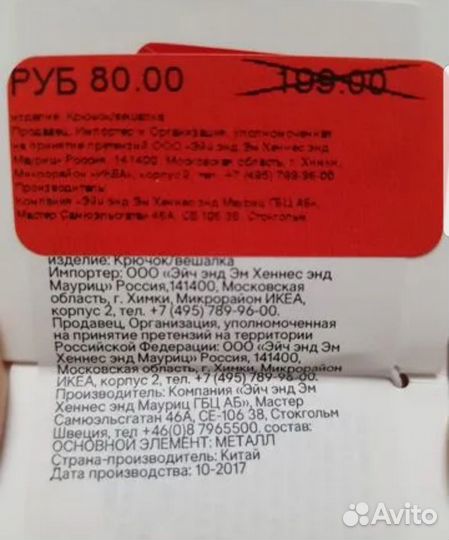 РУБ 80.00 199.00
изделие: Крючок/вешалка
Продавец, Импортер и Организация, уполномоченная
на принятие претензий ООО «Эйч энд Эм Хеннес энд
Мауриц» Россия, 141400, Московская область, г. Химки,
Микрорайон «ИКЕА», корпус 2, тел. +7 (495) 789-96-00
Производитель:
Компания «Эйч энд Эм Хеннес энд Мауриц ГБЦ АБ»,
Мастер Самюэльсгатан 46А, СЕ-106 38, Стокгольм
изделие: Крючок/вешалка
Импортер: ООО «Эйч энд Эм Хеннес энд
Мауриц» Россия,141400, Московская
область, г. Химки, Микрорайон ИКЕА,
корпус 2, тел. +7 (495) 789-96-00.
Продавец, Организация, уполномоченная
на принятие претензий на территории
Российской Федерации: ООО «Эйч энд Эм
Хеннес энд Мауриц» Россия, 141400,
Московская область, г. Химки, Микрорайон
ИКЕА, корпус 2, тел. +7 (495) 789-96-00.
Производитель: Компания «Эйч энд Эм
Хеннес энд Мауриц ГБЦ АБ», Мастер
Самюэльсгатан 46А, СЕ-106 38, Стокгольм
Швеция, тел +46(0)8 7965500, состав:
ОСНОВНОЙ ЭЛЕМЕНТ: МЕТАЛЛ
Страна-производитель: Китай
Дата производства: 10-2017
Avito